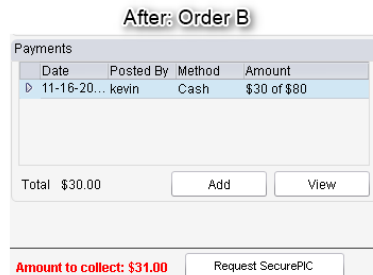 After: Order B
Payments
Date Posted By Method Amount
11-16-20... kevin Cash $30 of $80
Total $30.00 Add View
Amount to collect: $31.00 Request SecurePIC